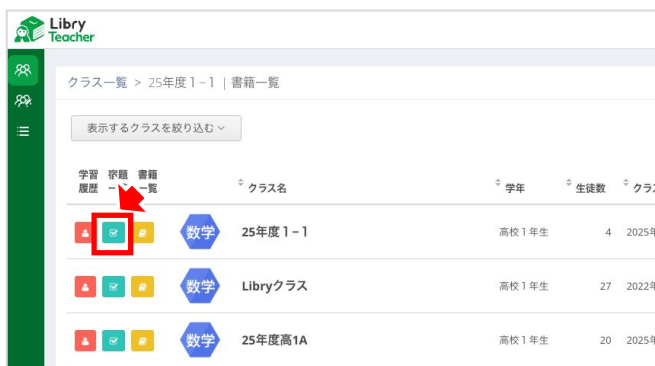 Libry
Teacher
クラス一覧 > 25年度1-1 | 書籍一覧
表示するクラスを絞り込む
学習 宿題 書籍
履歴 一 一覧 クラス名 学年 生徒数 クラ
数学 25年度1-1 高校1年生 4 2025年
数学 Libryクラス 高校1年生 27 2022年
数学 25年度高1A 高校1年生 20 2025年